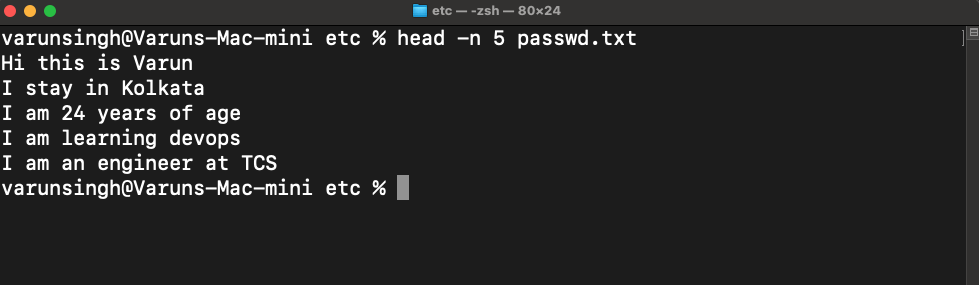 etc — -zsh — 80×24
varunsingh@Varuns-Mac-mini etc % head -n 5 passwd.txt
Hi this is Varun
I stay in Kolkata
I am 24 years of age
I am learning devops
I am an engineer at TCS
varunsingh@Varuns-Mac-mini etc %